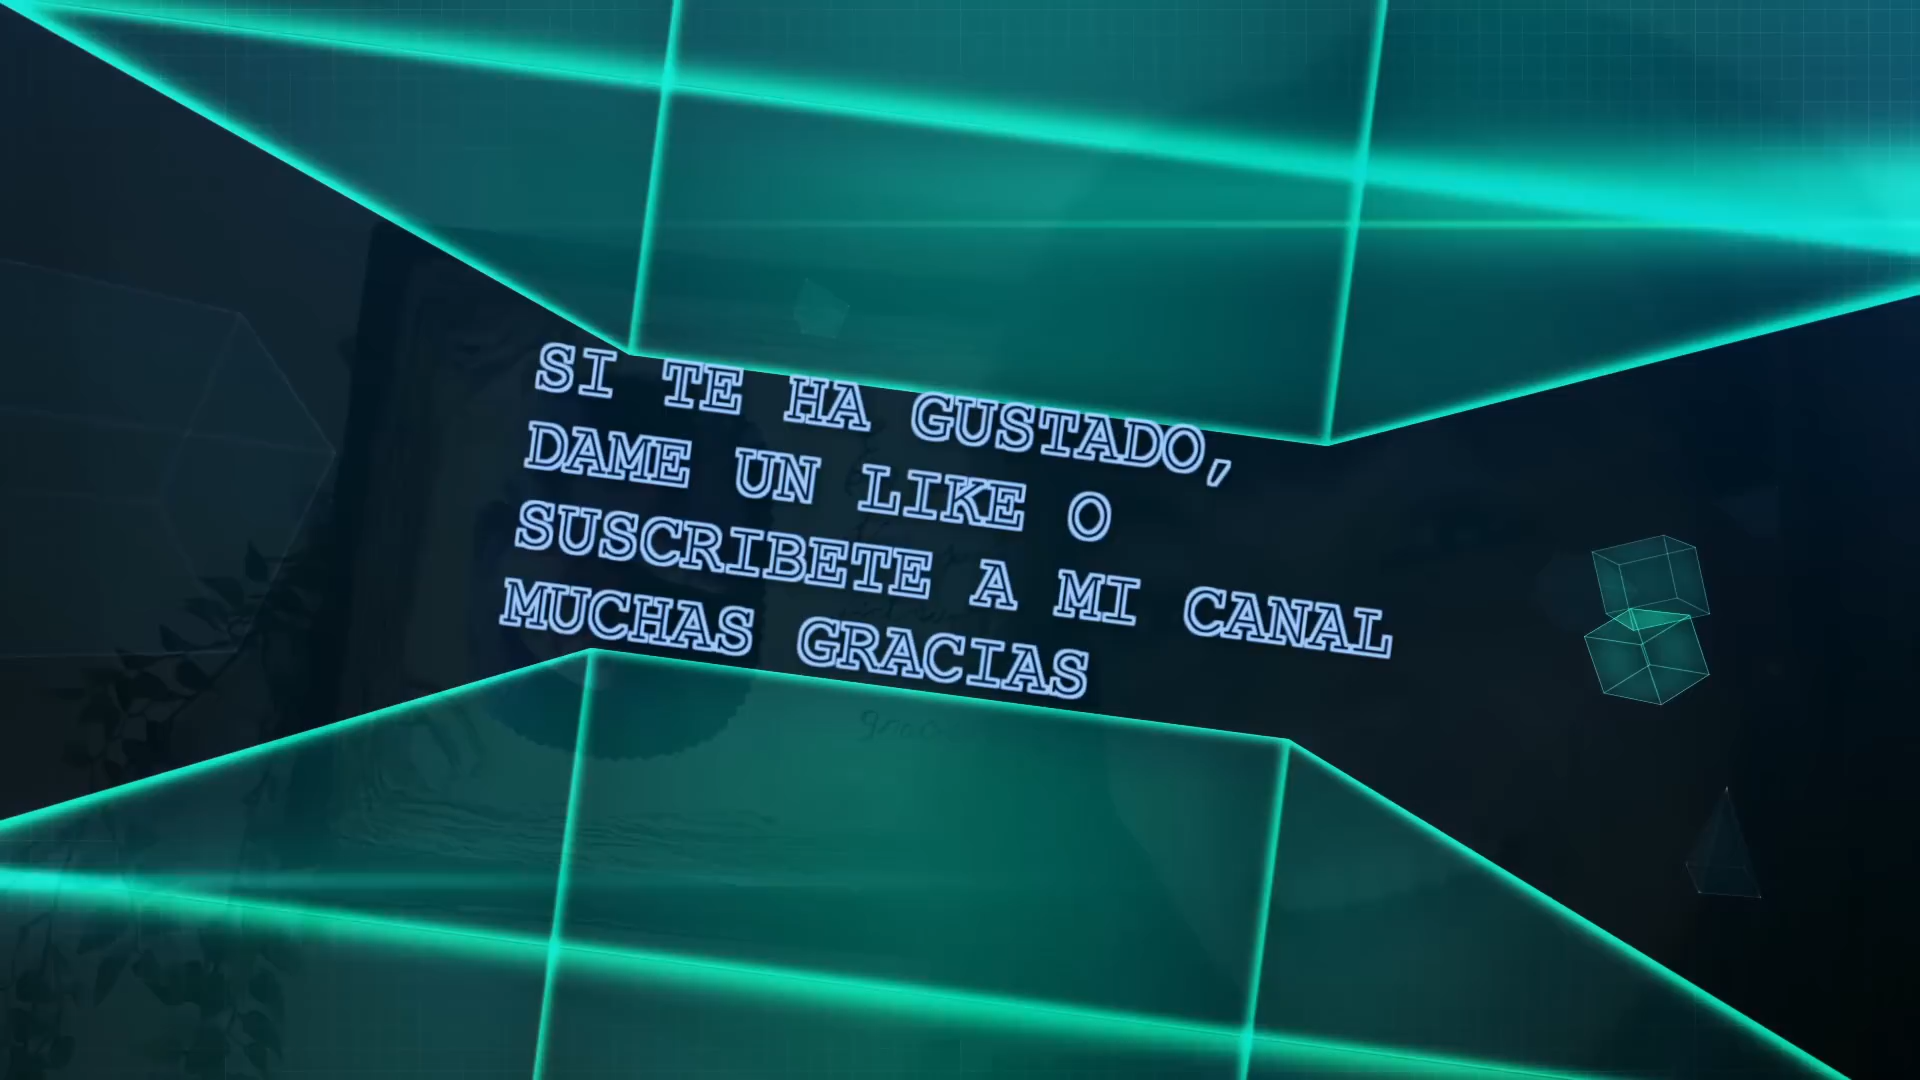 SI TE HA GUSTADO,
DAME UN LIKE O
SUSCRIBETE A MI CANAL
MUCHAS GRACIAS